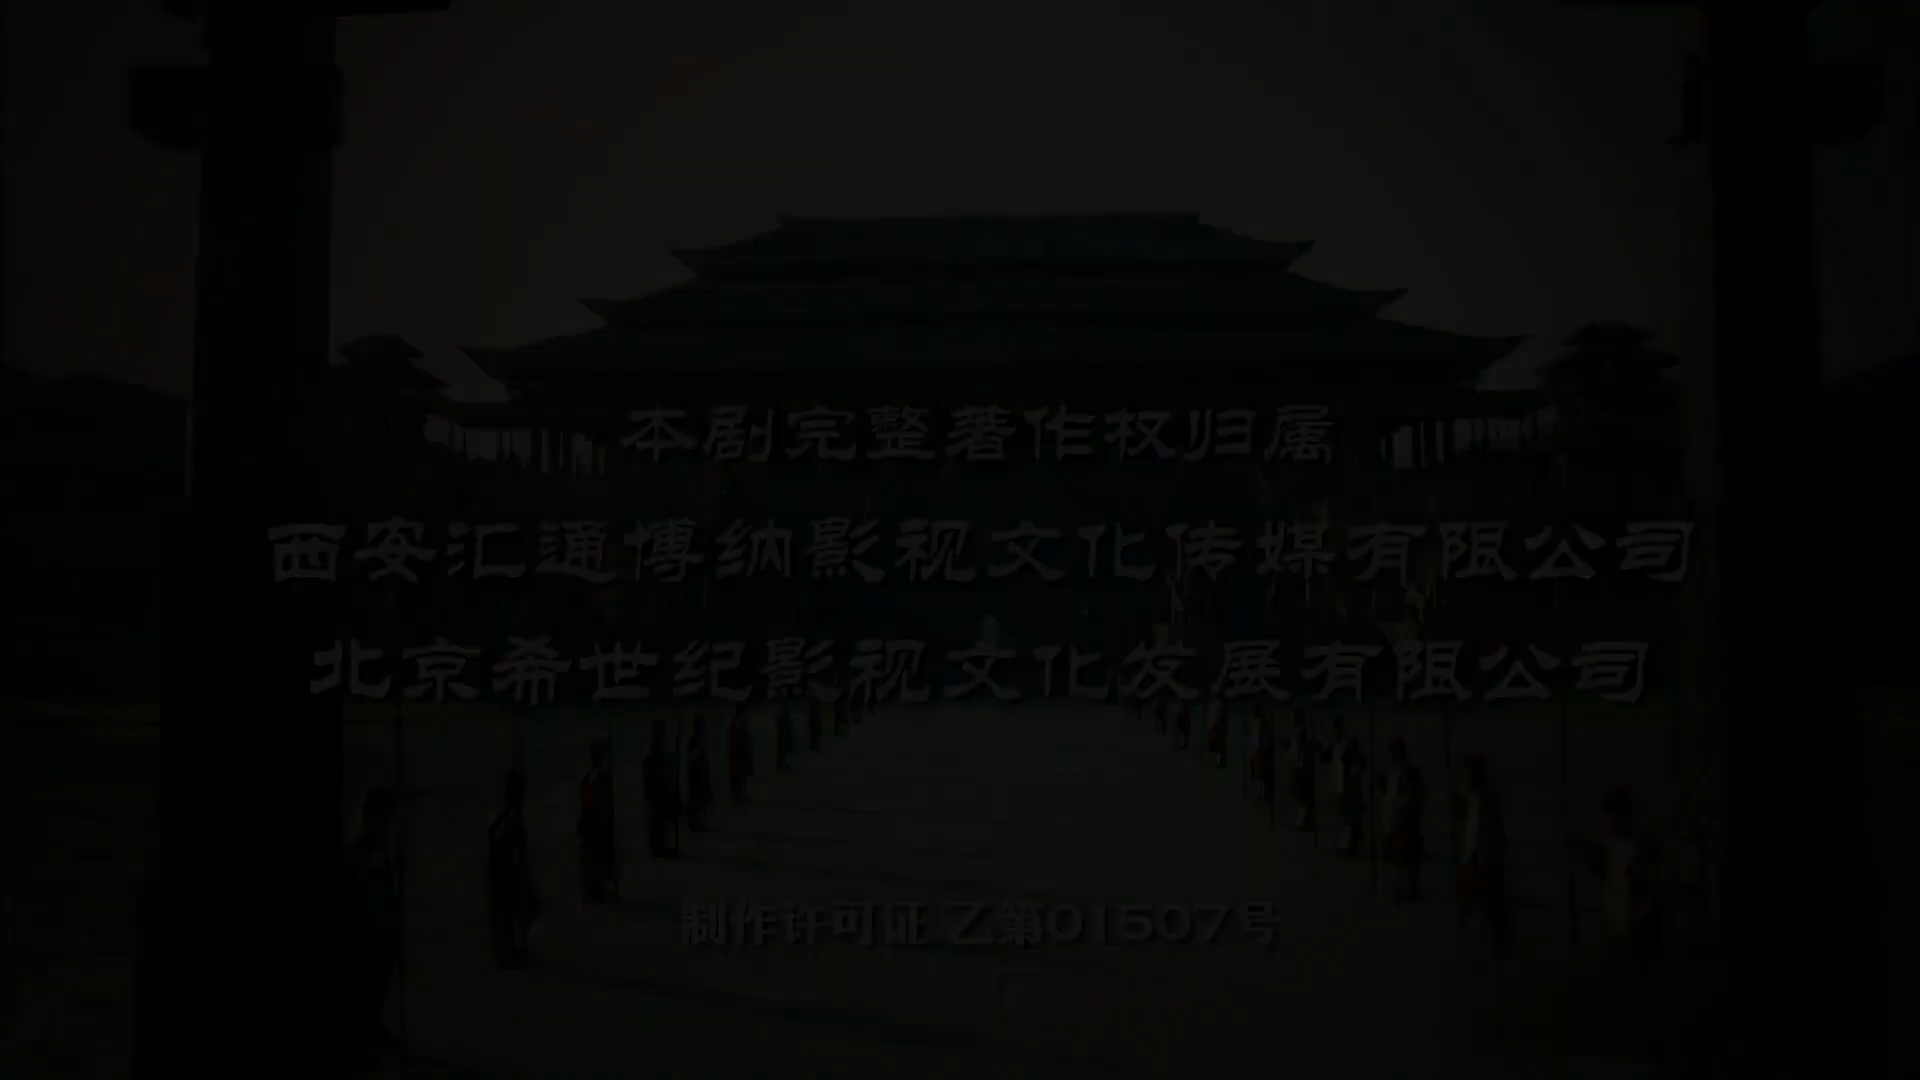 本剧完整著作权归属
西安汇通博纳影视文化传媒有限公司
北京希世纪影视文化发展有限公司
制作许可证 乙第01507号